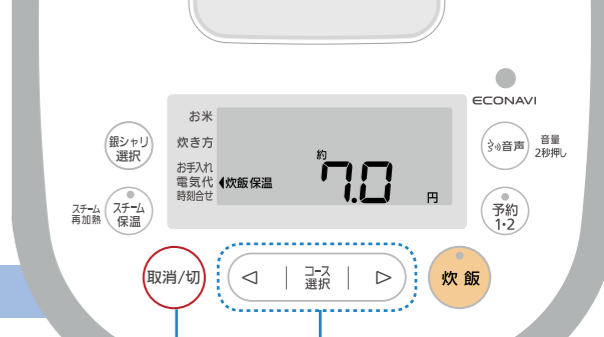 ECONAVI
お米
炊き方
お手入れ
電気代
時刻合せ
炊飯保温
約
7.0
円
銀シャリ
選択
音声
音量
2秒押し
スチーム
再加熱
スチーム
保温
予約
1・2
取消/切
コース
選択
炊飯